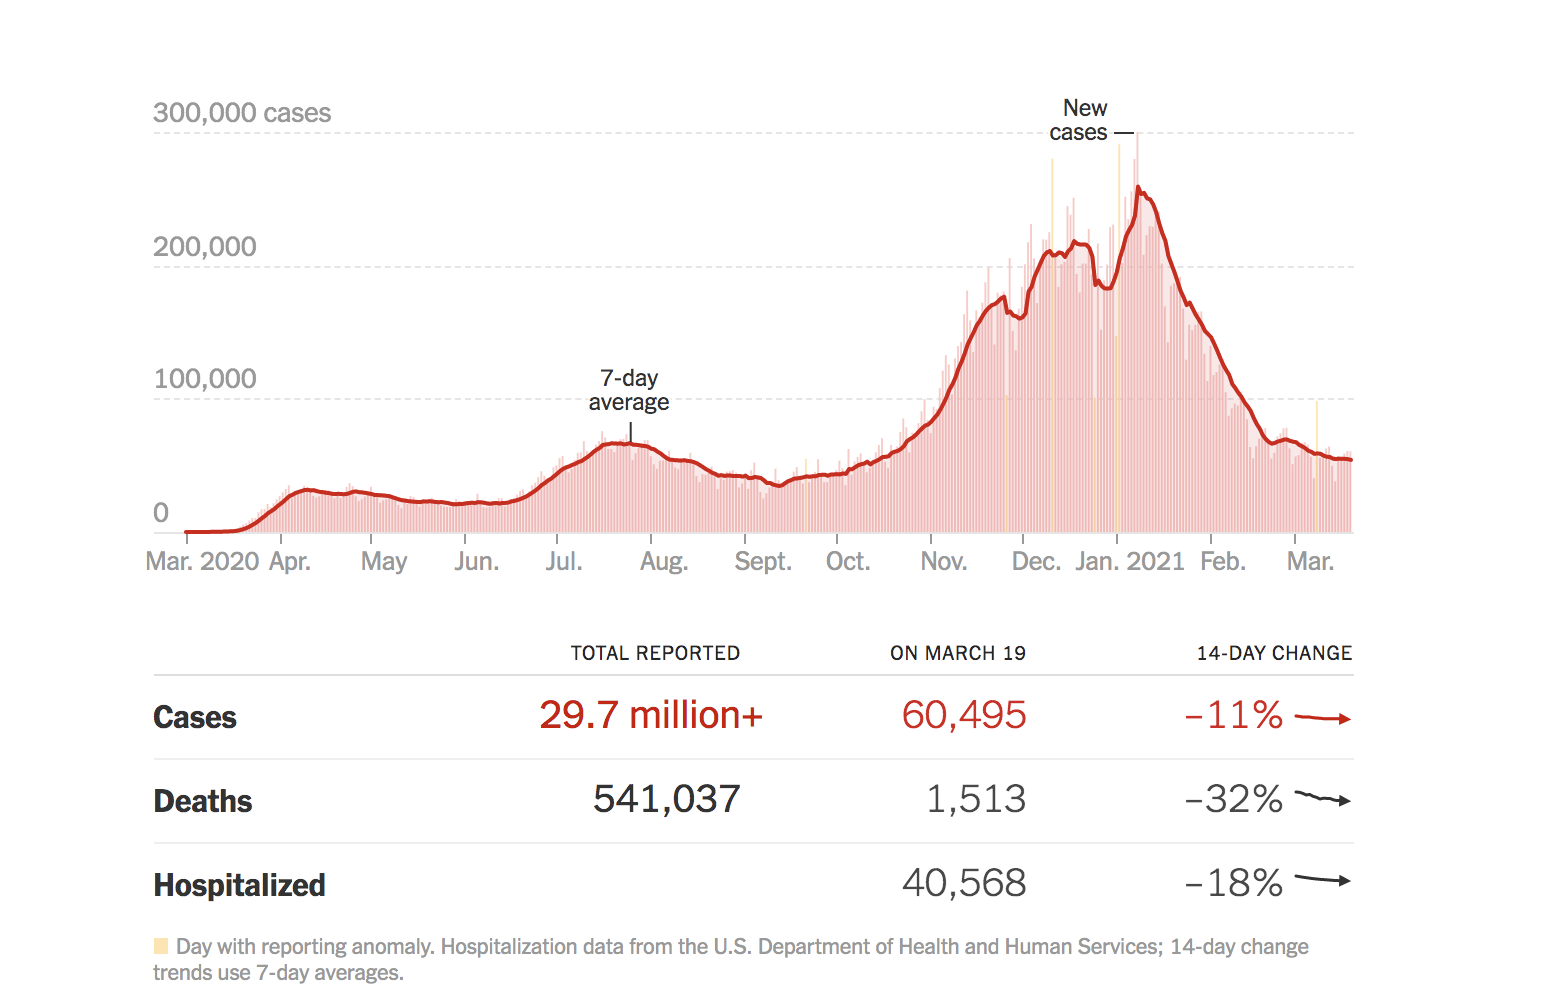 300,000 cases
New
cases
200,000
7-day
average
100,000
0
Mar. 2020 Apr. May Jun. Jul. Aug. Sept. Oct. Nov. Dec. Jan. 2021 Feb. Mar.
TOTAL REPORTED ON MARCH 19 14-DAY CHANGE
Cases 29.7 million+ 60,495 –11%
Deaths 541,037 1,513 –32%
Hospitalized 40,568 –18%
Day with reporting anomaly. Hospitalization data from the U.S. Department of Health and Human Services; 14-day change
trends use 7-day averages.